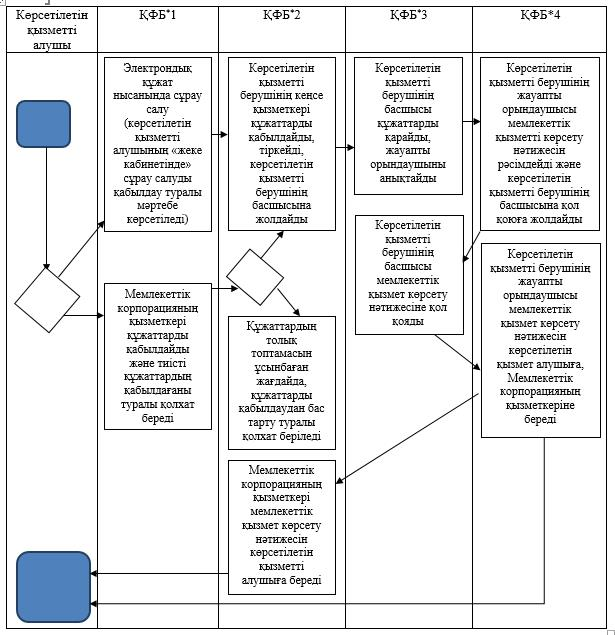 Көрсетілетін
қызметті
алушы
ҚФБ*1
ҚФБ*2
ҚФБ*3
ҚФБ*4
Электрондық
құжат
нысанында сұрау
салу
(көрсетілетін
қызметті
алушының «жеке
кабинетінде»
сұрау салуды
қабылдау туралы
мәртебе
көрсетіледі)
Мемлекеттік
корпорацияның
қызметкері
құжаттарды
қабылдайды
және тиісті
құжаттардың
қабылдағаны
туралы қолхат
береді
Көрсетілетін
қызметті
берушінің кеңсе
қызметкері
құжаттарды
қабылдайды,
тіркейді,
көрсетілетін
қызметті
берушінің
басшысына
жолдайды
Құжаттардың
толық
топтамасын
ұсынбаған
жағдайда,
құжаттарды
қабылдаудан бас
тарту туралы
қолхат беріледі
Мемлекеттік
корпорацияның
қызметкері
мемлекеттік
қызмет көрсету
нәтижесін
көрсетілетін
қызметті
алушыға береді
Көрсетілетін
қызметті
берушінің
басшысы
құжаттарды
қарайды,
жауапты
орындаушыны
анықтайды
Көрсетілетін
қызметті
берушінің
басшысы
мемлекеттік
қызмет көрсету
нәтижесіне қол
қояды
Көрсетілетін
қызметті берушінің
жауапты
орындаушысы
мемлекеттік
қызметті көрсету
нәтижесін
рәсімдейді және
көрсетілетін
қызметті берушінің
басшысына қол
қоюға жолдайды
Көрсетілетін
қызметті берушінің
жауапты
орындаушысы
мемлекеттік
қызмет көрсету
нәтижесін
көрсетілетін
қызмет алушыға,
Мемлекеттік
корпорацияның
қызметкеріне
береді